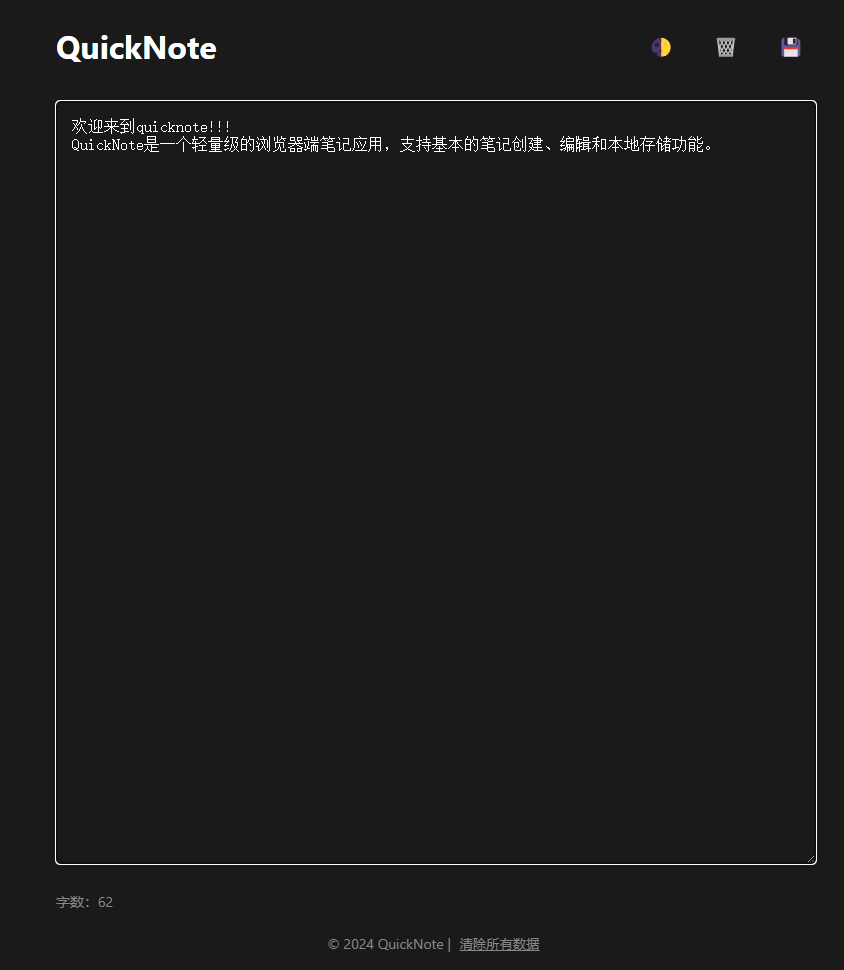 QuickNote
欢迎来到quicknote!!!
QuickNote是一个轻量级的浏览器端笔记应用，支持基本的笔记创建、编辑和本地存储功能。
字数：62
© 2024 QuickNote | 清除所有数据